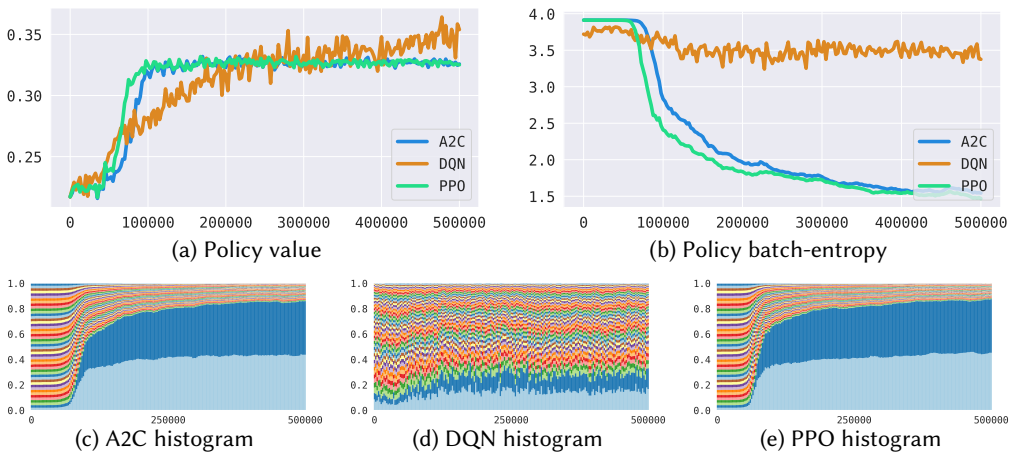 0.35
0.30
0.25
A2C
DQN
PPO
0 100000 200000 300000 400000 500000
(a) Policy value
4.0
3.5
3.0
2.5
2.0
1.5
A2C
DQN
PPO
0 100000 200000 300000 400000 500000
(b) Policy batch-entropy
1.0
0.8
0.6
0.4
0.2
0.0
0 250000 500000
(c) A2C histogram
1.0
0.8
0.6
0.4
0.2
0.0
0 250000 500000
(d) DQN histogram
1.0
0.8
0.6
0.4
0.2
0.0
0 250000 500000
(e) PPO histogram